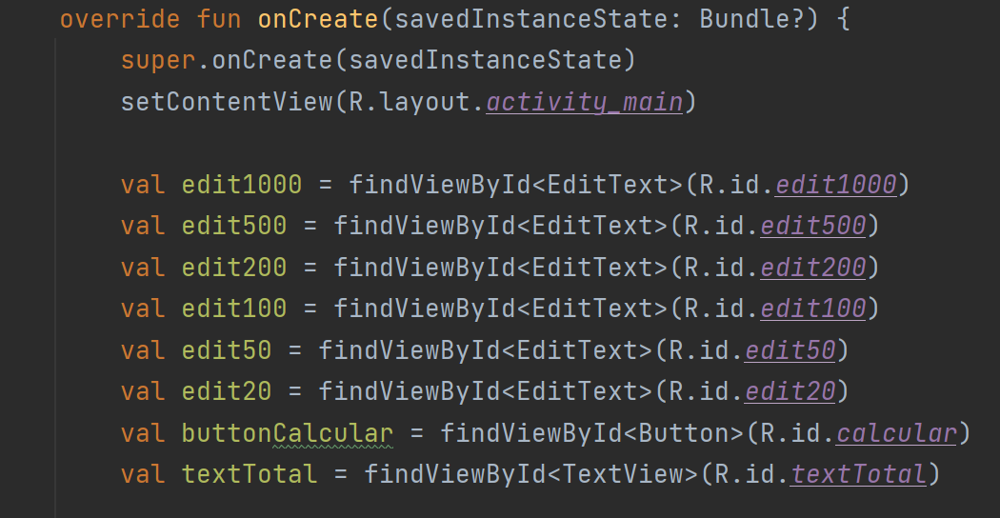 override fun onCreate(savedInstanceState: Bundle?) {
super.onCreate(savedInstanceState)
setContentView(R.layout.activity_main)
val edit1000 = findViewById<EditText>(R.id.edit1000)
val edit500 = findViewById<EditText>(R.id.edit500)
val edit200 = findViewById<EditText>(R.id.edit200)
val edit100 = findViewById<EditText>(R.id.edit100)
val edit50 = findViewById<EditText>(R.id.edit50)
val edit20 = findViewById<EditText>(R.id.edit20)
val buttonCalcular = findViewById<Button>(R.id.calcular)
val textTotal = findViewById<TextView>(R.id.textTotal)